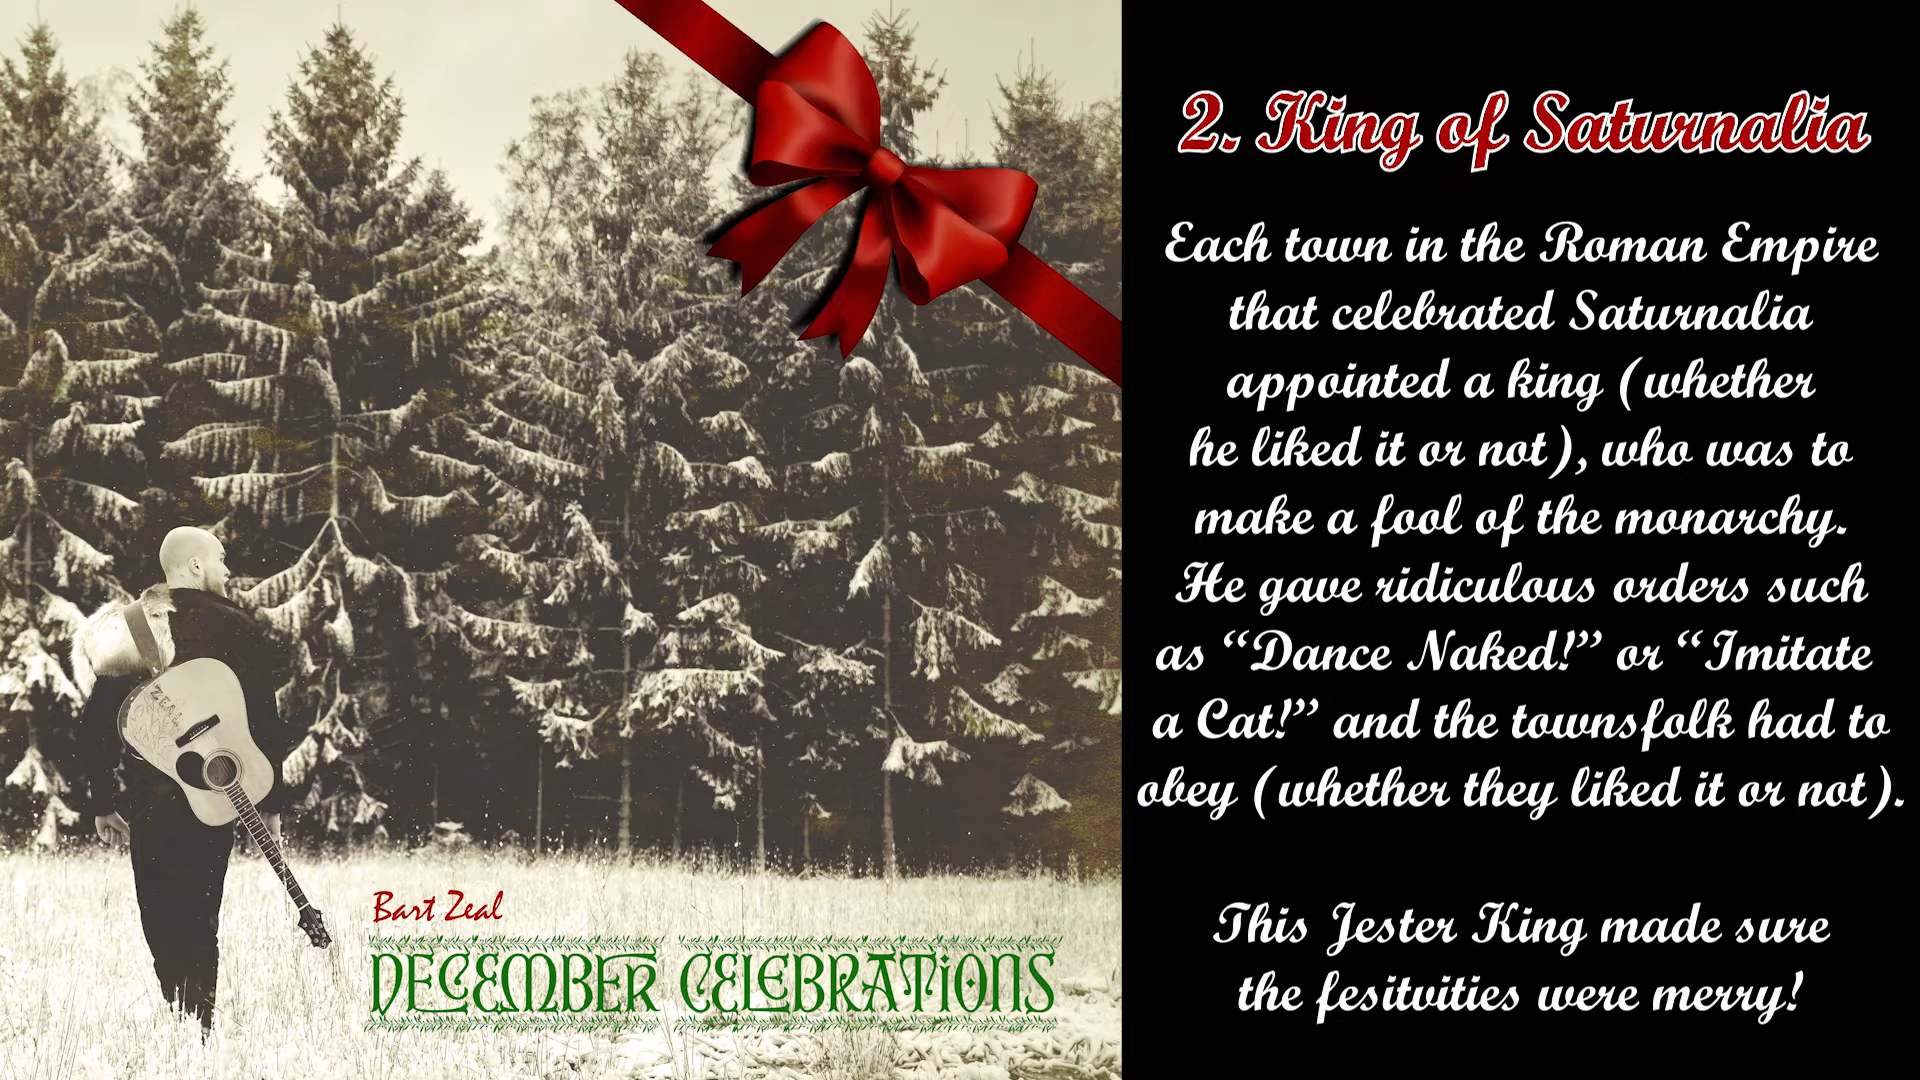 2. King of Saturnalia
Each town in the Roman Empire
that celebrated Saturnalia
appointed a king (whether
he liked it or not), who was to
make a fool of the monarchy.
He gave ridiculous orders such
as “Dance Naked!” or “Imitate
a Cat!” and the townsfolk had to
obey (whether they liked it or not).
This Jester King made sure
the fesitvities were merry!
ZEAL
Bart Zeal
DECEMBER CELEBRATIONS